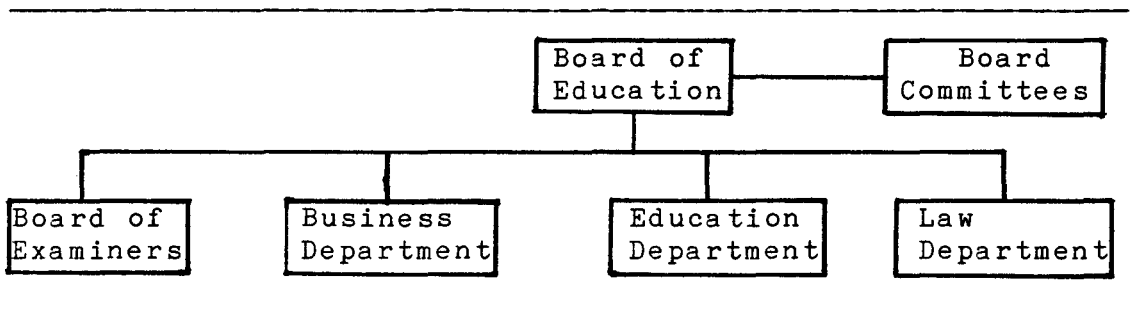 Board of
Education
Board
Committees
Board of
Examiners
Business
Department
Education
Department
Law
Department